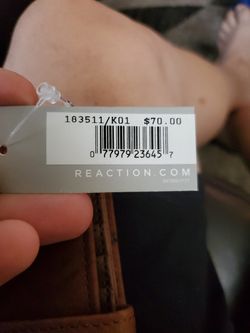 183511/K01 $70.00
0 77979 23645 7
REACTION.COM